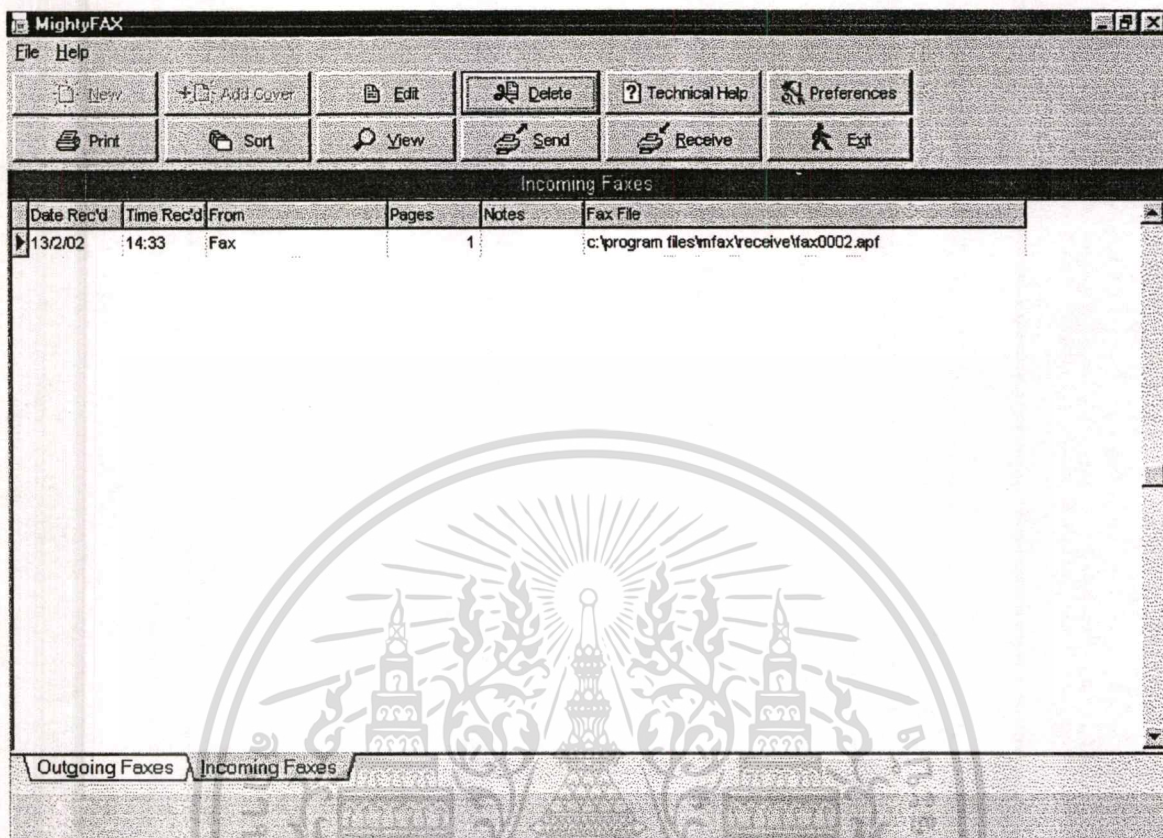 MightyFAX
File Help
New Add Cover Edit Delete Technical Help Preferences
Print Sort View Send Receive Exit
Incoming Faxes
Date Rec'd Time Rec'd From Pages Notes Fax File
13/2/02 14:33 Fax 1 c:\program files\mfax\receive\fax0002.apf
Outgoing Faxes Incoming Faxes